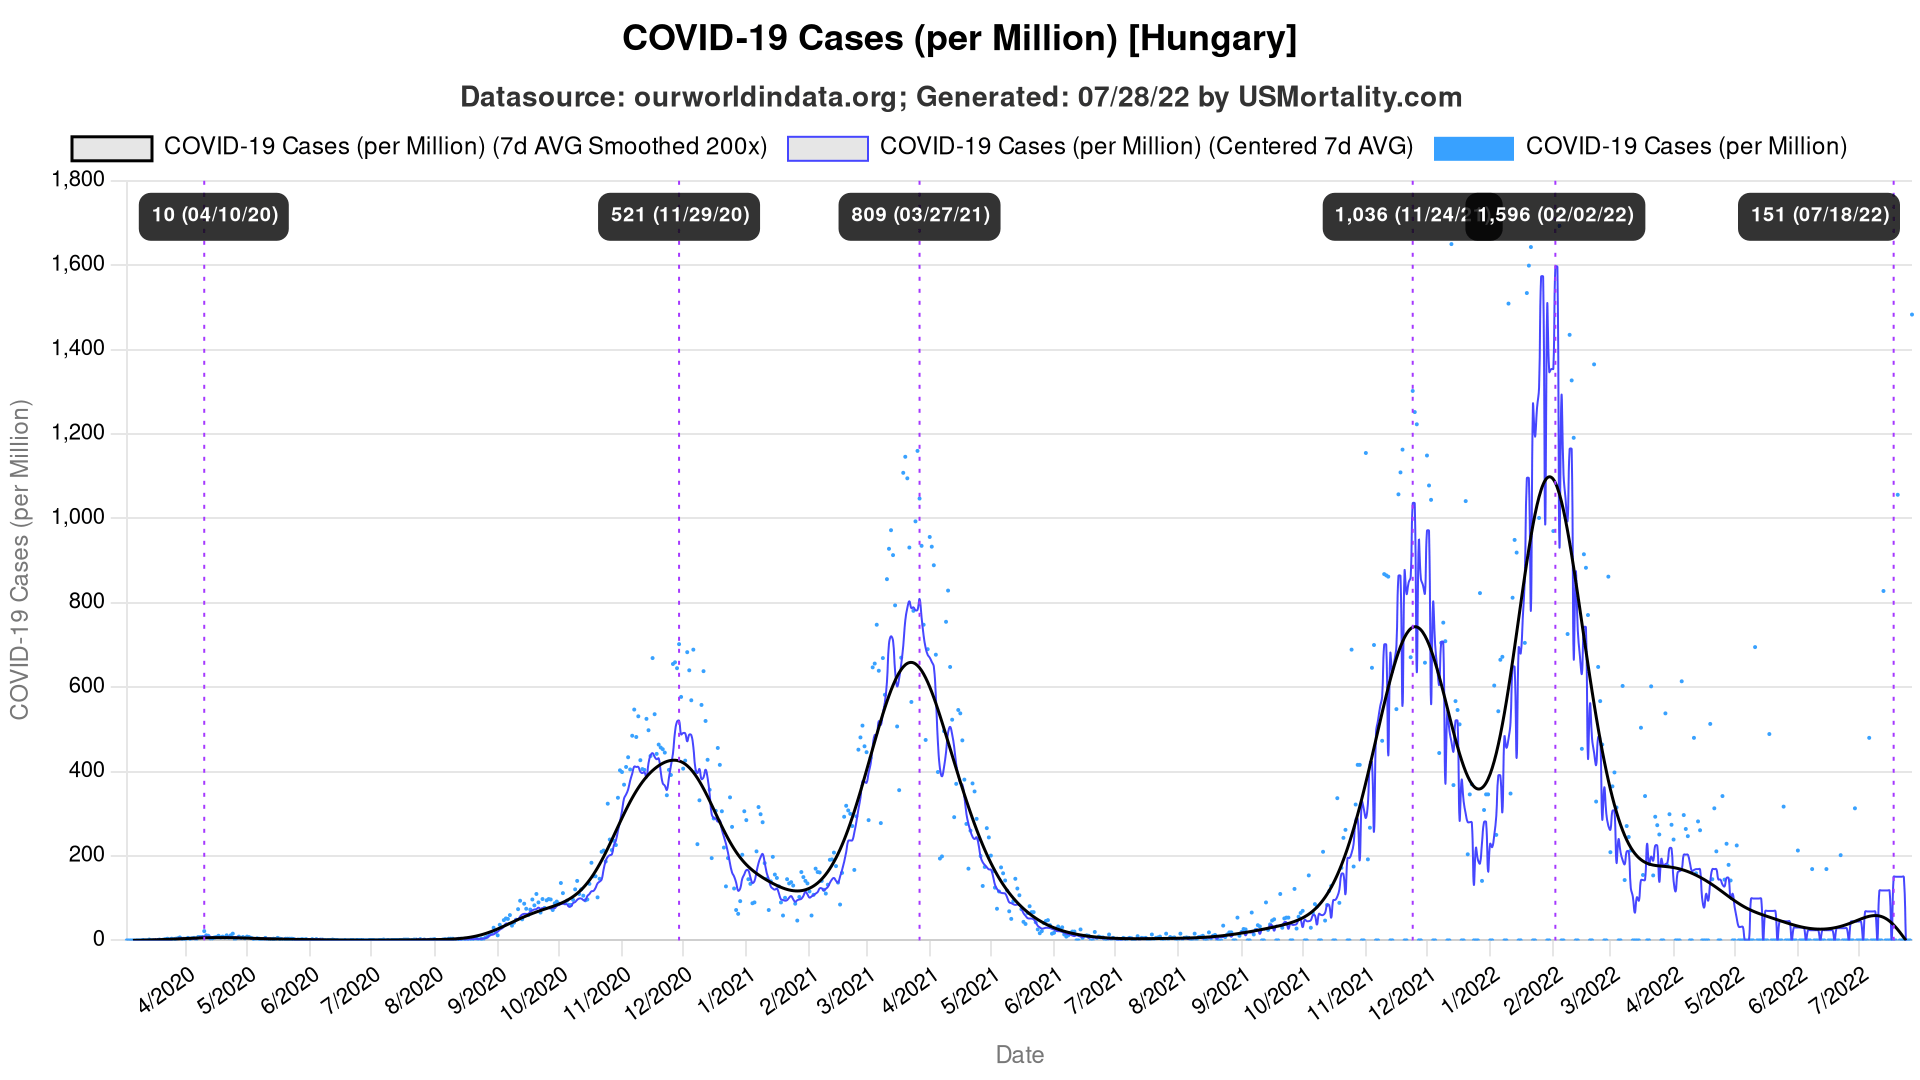 COVID-19 Cases (per Million) [Hungary]
Datasource: ourworldindata.org; Generated: 07/28/22 by USMortality.com
COVID-19 Cases (per Million) (7d AVG Smoothed 200x) COVID-19 Cases (per Million) (Centered 7d AVG) COVID-19 Cases (per Million)
10 (04/10/20) 521 (11/29/20) 809 (03/27/21) 1,036 (11/24/21) 1,596 (02/02/22) 151 (07/18/22)
COVID-19 Cases (per Million)
1,800
1,600
1,400
1,200
1,000
800
600
400
200
0
4/2020 5/2020 6/2020 7/2020 8/2020 9/2020 10/2020 11/2020 12/2020 1/2021 2/2021 3/2021 4/2021 5/2021 6/2021 7/2021 8/2021 9/2021 10/2021 11/2021 12/2021 1/2022 2/2022 3/2022 4/2022 5/2022 6/2022 7/2022
Date